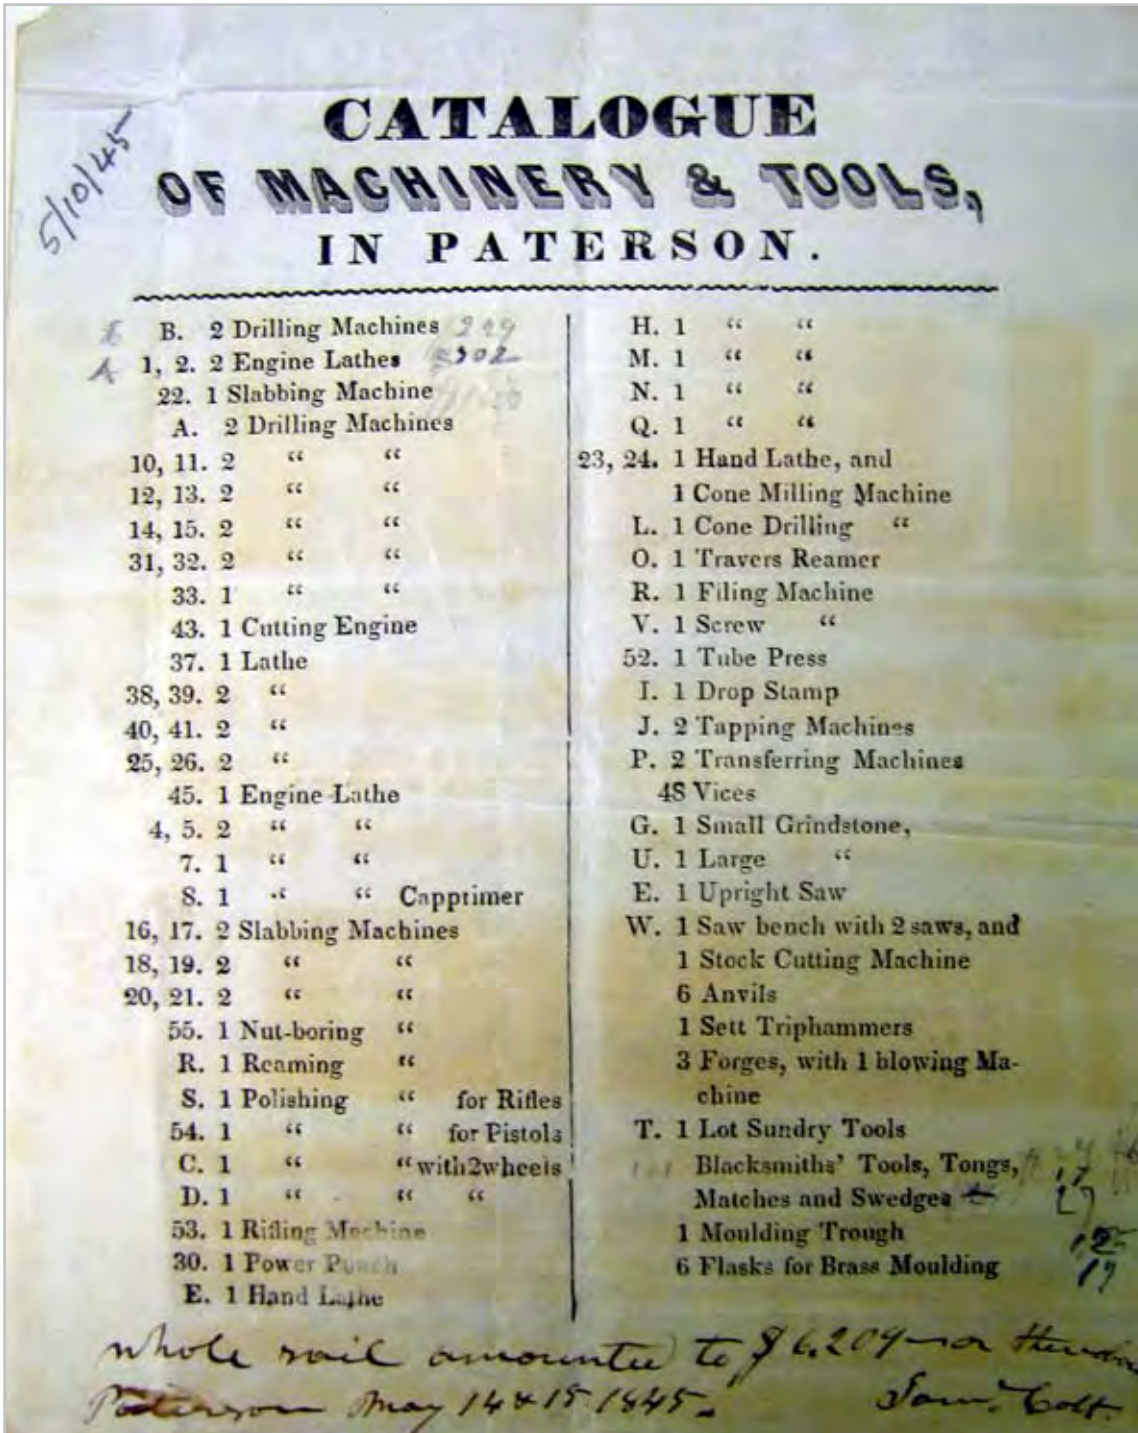 5/10/45
CATALOGUE
OF MACHINERY & TOOLS,
IN PATERSON.
B. 2 Drilling Machines
1, 2. 2 Engine Lathes
22. 1 Slabbing Machine
A. 2 Drilling Machines
10, 11. 2 “ “
12, 13. 2 “ “
14, 15. 2 “ “
31, 32. 2 “ “
33. 1 “ “
43. 1 Cutting Engine
37. 1 Lathe
38, 39. 2 “
40, 41. 2 “
25, 26. 2 “
45. 1 Engine Lathe
4, 5. 2 “ “
7. 1 “ “
S. 1 “ “ Capptimer
16, 17. 2 Slabbing Machines
18, 19. 2 “ “
20, 21. 2 “ “
55. 1 Nut-boring “
R. 1 Reaming “
S. 1 Polishing “ for Rifles
54. 1 “ “ for Pistols
C. 1 “ “ with 2 wheels
D. 1 “ “ “
53. 1 Rifling Machine
30. 1 Power Punch
E. 1 Hand Lathe
H. 1 “ “
M. 1 “ “
N. 1 “ “
Q. 1 “ “
23, 24. 1 Hand Lathe, and
1 Cone Milling Machine
L. 1 Cone Drilling “
O. 1 Travers Reamer
R. 1 Filing Machine
V. 1 Screw “
52. 1 Tube Press
I. 1 Drop Stamp
J. 2 Tapping Machines
P. 2 Transferring Machines
48 Vices
G. 1 Small Grindstone,
U. 1 Large “
E. 1 Upright Saw
W. 1 Saw bench with 2 saws, and
1 Stock Cutting Machine
6 Anvils
1 Sett Triphammers
3 Forges, with 1 blowing Ma-
chine
T. 1 Lot Sundry Tools
Blacksmiths’ Tools, Tongs, 17
Matches and Swedges 27
1 Moulding Trough
6 Flasks for Brass Moulding 19
whole sail amounted to $6,209 or
Paterson May 14 & 15 1845. Saml. Colt.